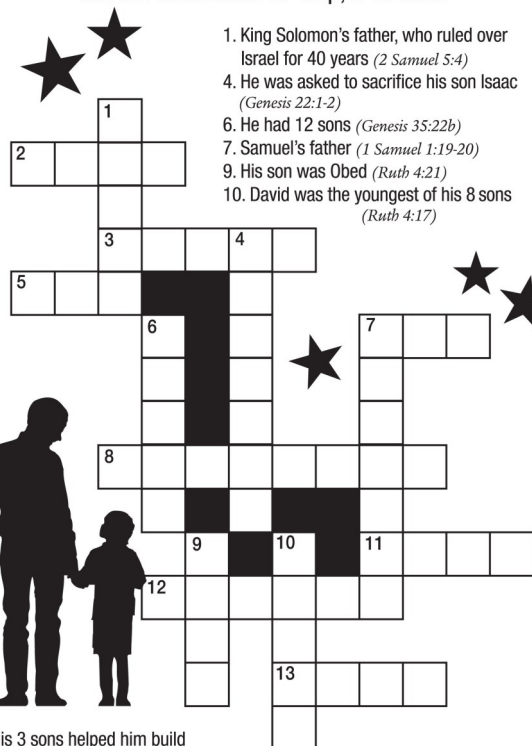 1. King Solomon's father, who ruled over
Israel for 40 years (2 Samuel 5:4)
4. He was asked to sacrifice his son Isaac
(Genesis 22:1-2)
6. He had 12 sons (Genesis 35:22b)
7. Samuel's father (1 Samuel 1:19-20)
9. His son was Obed (Ruth 4:21)
10. David was the youngest of his 8 sons
(Ruth 4:17)
1
2
3 4
5
6 7
8
9 10 11
12
13
is 3 sons helped him build